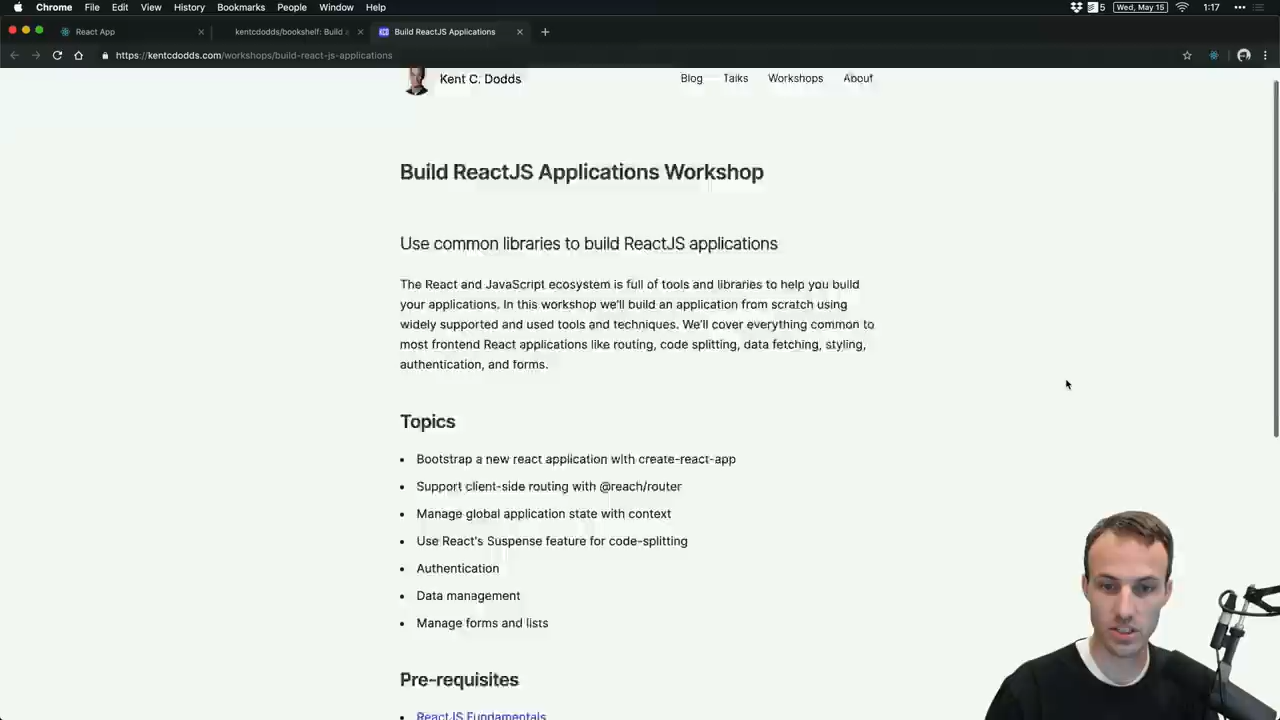 Chrome File Edit View History Bookmarks People Window Help 5 Wed, May 15 1:17
React App kentcdodds/bookshelf: Build a Build ReactJS Applications
https://kentcdodds.com/workshops/build-react-js-applications
Kent C. Dodds Blog Talks Workshops About
Build ReactJS Applications Workshop
Use common libraries to build ReactJS applications
The React and JavaScript ecosystem is full of tools and libraries to help you build
your applications. In this workshop we'll build an application from scratch using
widely supported and used tools and techniques. We'll cover everything common to
most frontend React applications like routing, code splitting, data fetching, styling,
authentication, and forms.
Topics
• Bootstrap a new react application with create-react-app
• Support client-side routing with @reach/router
• Manage global application state with context
• Use React's Suspense feature for code-splitting
• Authentication
• Data management
• Manage forms and lists
Pre-requisites
• ReactJS Fundamentals